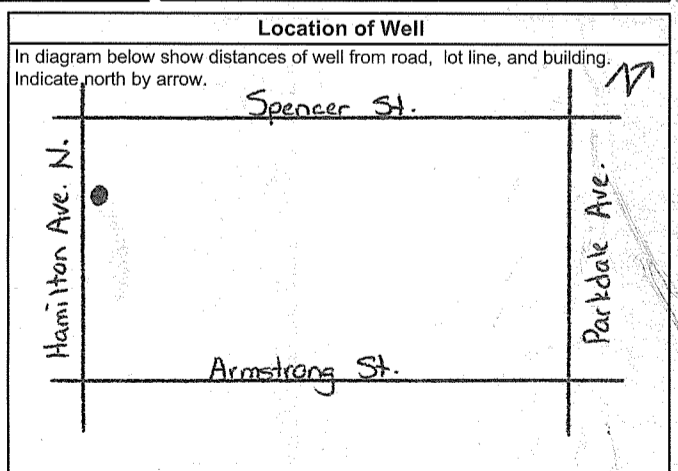 Location of Well
In diagram below show distances of well from road, lot line, and building.
Indicate north by arrow.
N
Spencer St.
Hamilton Ave. N.
Parkdale Ave.
Armstrong St.